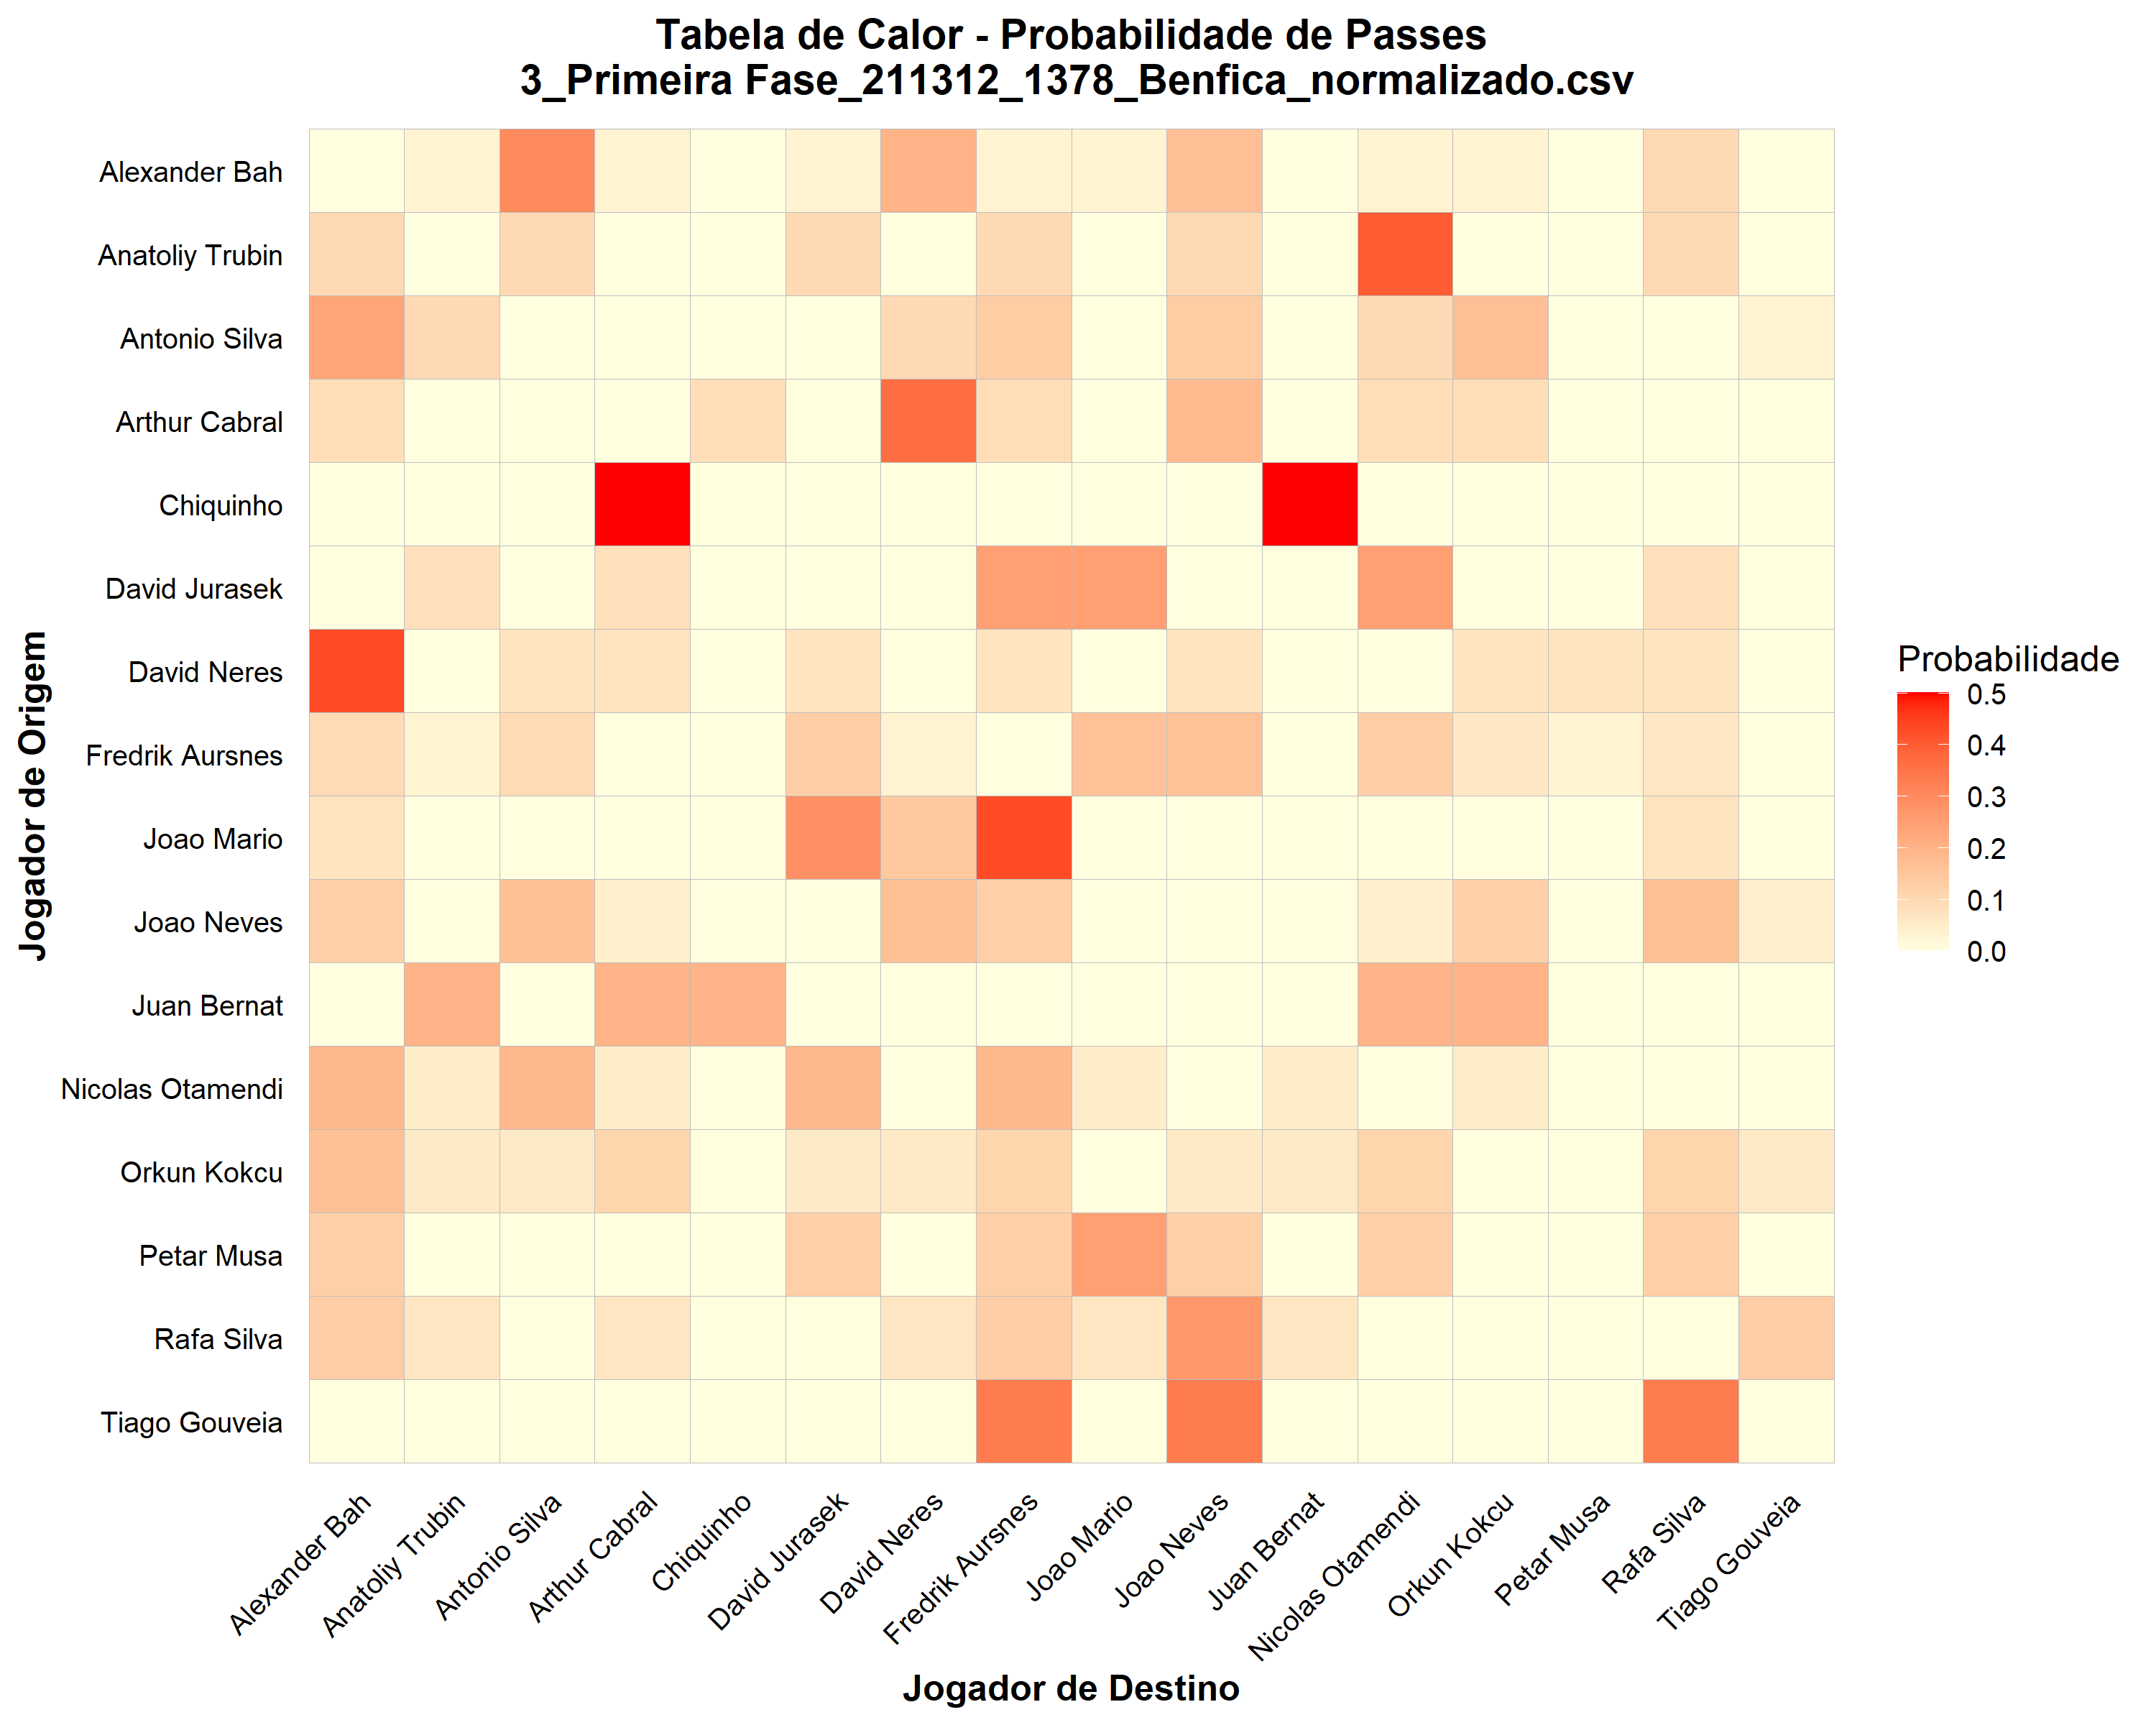 Tabela de Calor - Probabilidade de Passes
3_Primeira Fase_211312_1378_Benfica_normalizado.csv
Jogador de Origem
Alexander Bah
Anatoliy Trubin
Antonio Silva
Arthur Cabral
Chiquinho
David Jurasek
David Neres
Fredrik Aursnes
Joao Mario
Joao Neves
Juan Bernat
Nicolas Otamendi
Orkun Kokcu
Petar Musa
Rafa Silva
Tiago Gouveia
Alexander Bah
Anatoliy Trubin
Antonio Silva
Arthur Cabral
Chiquinho
David Jurasek
David Neres
Fredrik Aursnes
Joao Mario
Joao Neves
Juan Bernat
Nicolas Otamendi
Orkun Kokcu
Petar Musa
Rafa Silva
Tiago Gouveia
Jogador de Destino
Probabilidade
0.5
0.4
0.3
0.2
0.1
0.0